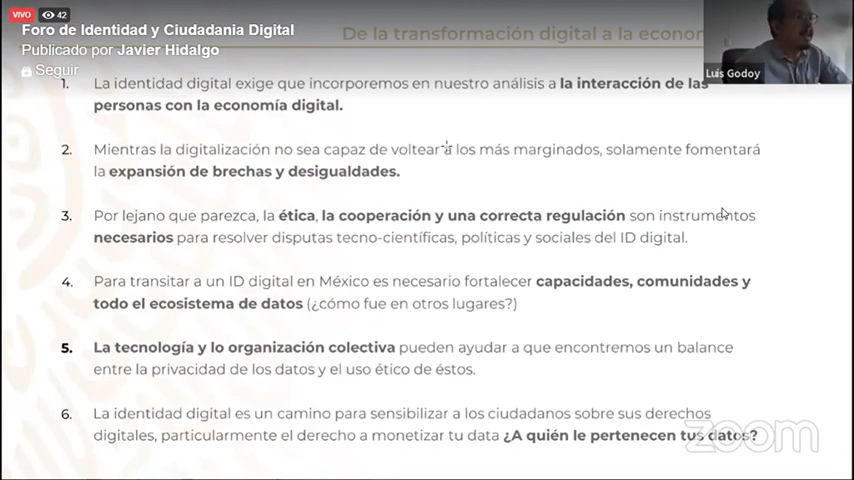 VIVO 42
Foro de Identidad y Ciudadania Digital
De la transformación digital a la econom
Publicado por Javier Hidalgo
Seguir
Luis Godoy
1. La identidad digital exige que incorporemos en nuestro análisis a la interacción de las
personas con la economía digital.
2. Mientras la digitalización no sea capaz de voltear a los más marginados, solamente fomentará
la expansión de brechas y desigualdades.
3. Por lejano que parezca, la ética, la cooperación y una correcta regulación son instrumentos
necesarios para resolver disputas tecno-científicas, políticas y sociales del ID digital.
4. Para transitar a un ID digital en México es necesario fortalecer capacidades, comunidades y
todo el ecosistema de datos (¿cómo fue en otros lugares?)
5. La tecnología y lo organización colectiva pueden ayudar a que encontremos un balance
entre la privacidad de los datos y el uso ético de éstos.
6. La identidad digital es un camino para sensibilizar a los ciudadanos sobre sus derechos
digitales, particularmente el derecho a monetizar tu data ¿A quién le pertenecen tus datos?
zoom